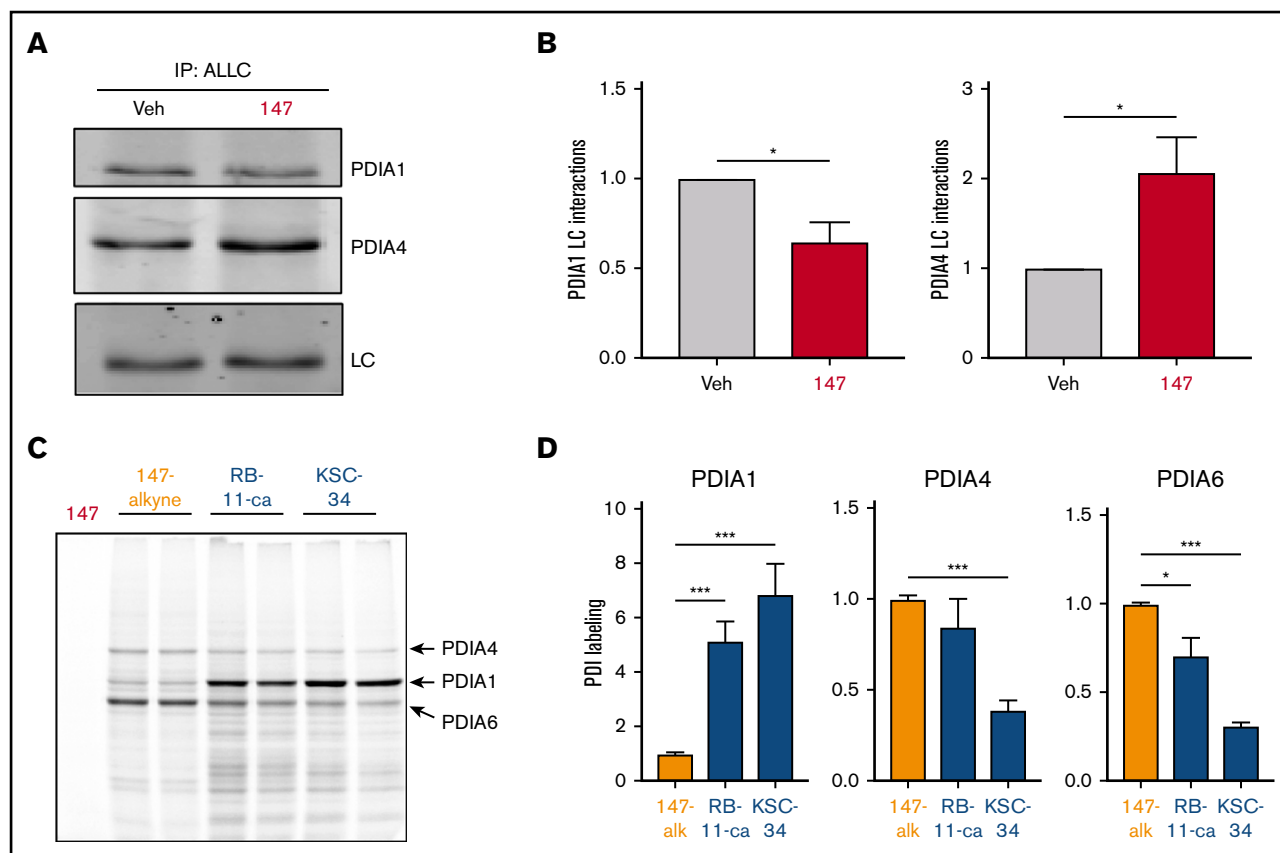 A
IP: ALLC
Veh 147
PDIA1
PDIA4
LC
B
PDIA1 LC interactions
1.5
1.0
0.5
0.0
*
Veh 147
PDIA4 LC interactions
3
2
1
0
*
Veh 147
C
147
147-
alkyne
RB-
11-ca
KSC-
34
PDIA4
PDIA1
PDIA6
D
PDIA1
PDI labeling
10
8
6
4
2
0
***
***
147-
alk
RB-
11-ca
KSC-
34
PDIA4
1.5
1.0
0.5
0.0
***
147-
alk
RB-
11-ca
KSC-
34
PDIA6
1.5
1.0
0.5
0.0
***
*
147-
alk
RB-
11-ca
KSC-
34